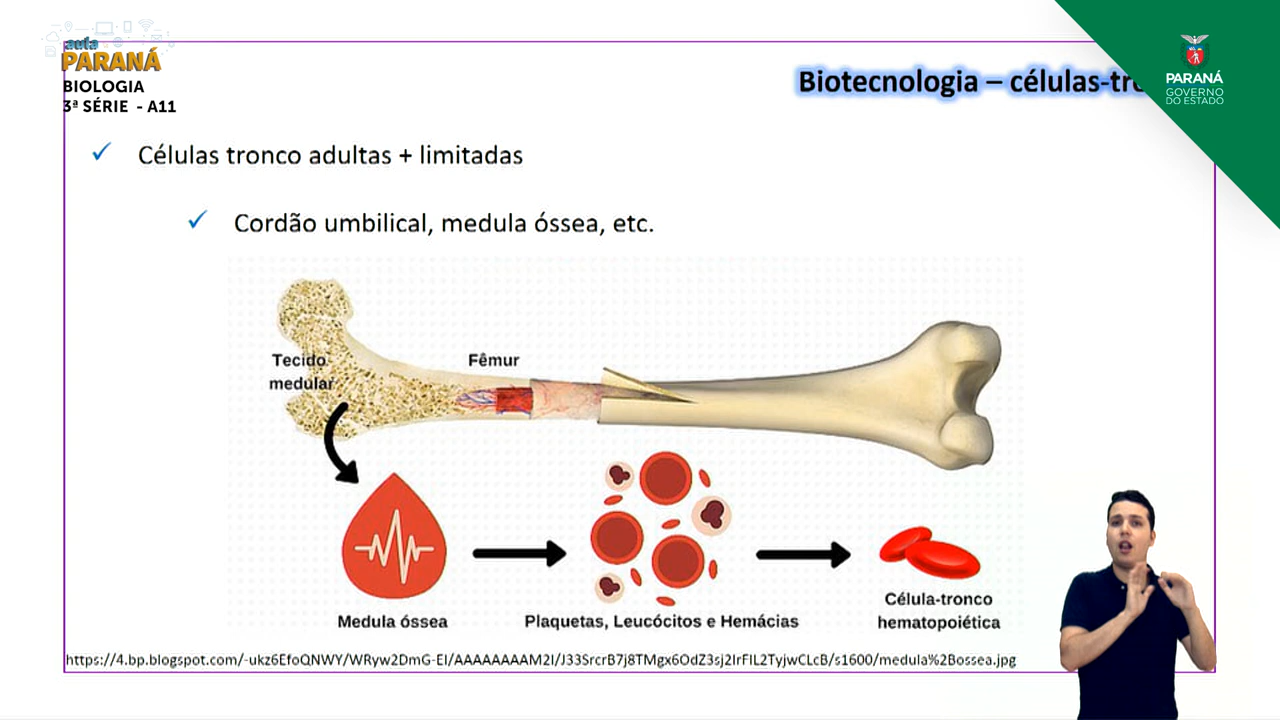 aula
PARANÁ
BIOLOGIA
3ª SÉRIE - A11
Biotecnologia – células-
PARANÁ
GOVERNO
DO ESTADO
Células tronco adultas + limitadas
Cordão umbilical, medula óssea, etc.
Tecido
medular
Fêmur
Medula óssea
Plaquetas, Leucócitos e Hemácias
Célula-tronco
hematopoiética
https://4.bp.blogspot.com/-ukz6EfoQNWY/WRyw2DmG-EI/AAAAAAAAM2I/J33SrcrB7j8TMgx6OdZ3sj2IrFIL2TyjwCLcB/s1600/medula%2Bossea.jpg